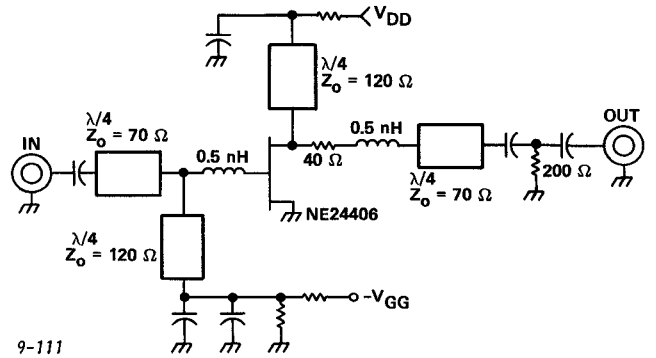 V_DD
λ/4
Z_o = 120 Ω
IN
λ/4
Z_o = 70 Ω
0.5 nH
40 Ω
0.5 nH
OUT
200 Ω
λ/4
Z_o = 70 Ω
NE24406
λ/4
Z_o = 120 Ω
-V_GG
9-111